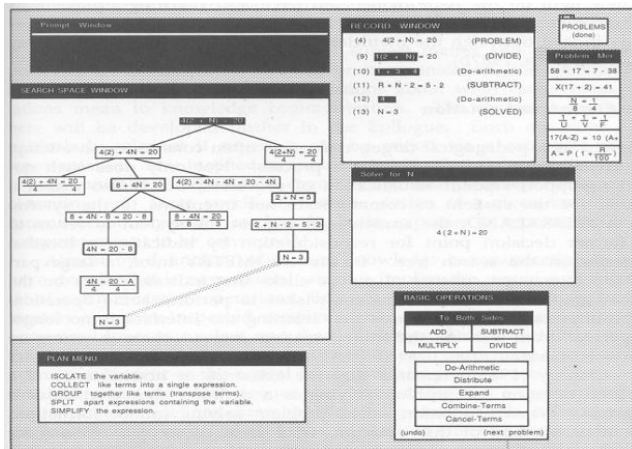 Prompt Window
SEARCH SPACE WINDOW
4(2 + N) = 20
4(2) + 4N = 20
4(2+N) = 20
4 4
4(2) + 4N = 20
4 4
8 + 4N = 20
4(2) + 4N - 4N = 20 - 4N
2 + N = 5
8 + 4N - 8 = 20 - 8
8 - 4N = 20
8 3
2 + N - 2 = 5 - 2
4N = 20 - 8
N = 3
4N = 20 - A
4 4
N = 3
PLAN MENU
ISOLATE the variable.
COLLECT like terms into a single expression.
GROUP together like terms (transpose terms).
SPLIT apart expressions containing the variable.
SIMPLIFY the expression.
RECORD WINDOW
(4) 4(2 + N) = 20 (PROBLEM)
(9) (DIVIDE)
(10) (Do-arithmetic)
(11) R + N - 2 = 5 - 2 (SUBTRACT)
(12) (Do-arithmetic)
(13) N = 3 (SOLVED)
Solve for N
4 (2 + N) = 20
BASIC OPERATIONS
To Both Sides
ADD SUBTRACT
MULTIPLY DIVIDE
Do-Arithmetic
Distribute
Expand
Combine-Terms
Cancel-Terms
(undo) (next problem)
PROBLEMS
(done)
Problem Men
58 + 17 = 7 - 38
X(17 + 2) = 41
N = 1
8 4
1 + 1 = 1
U V F
17(A-2) = 10 (A+
A = P ( 1 + R
100 )